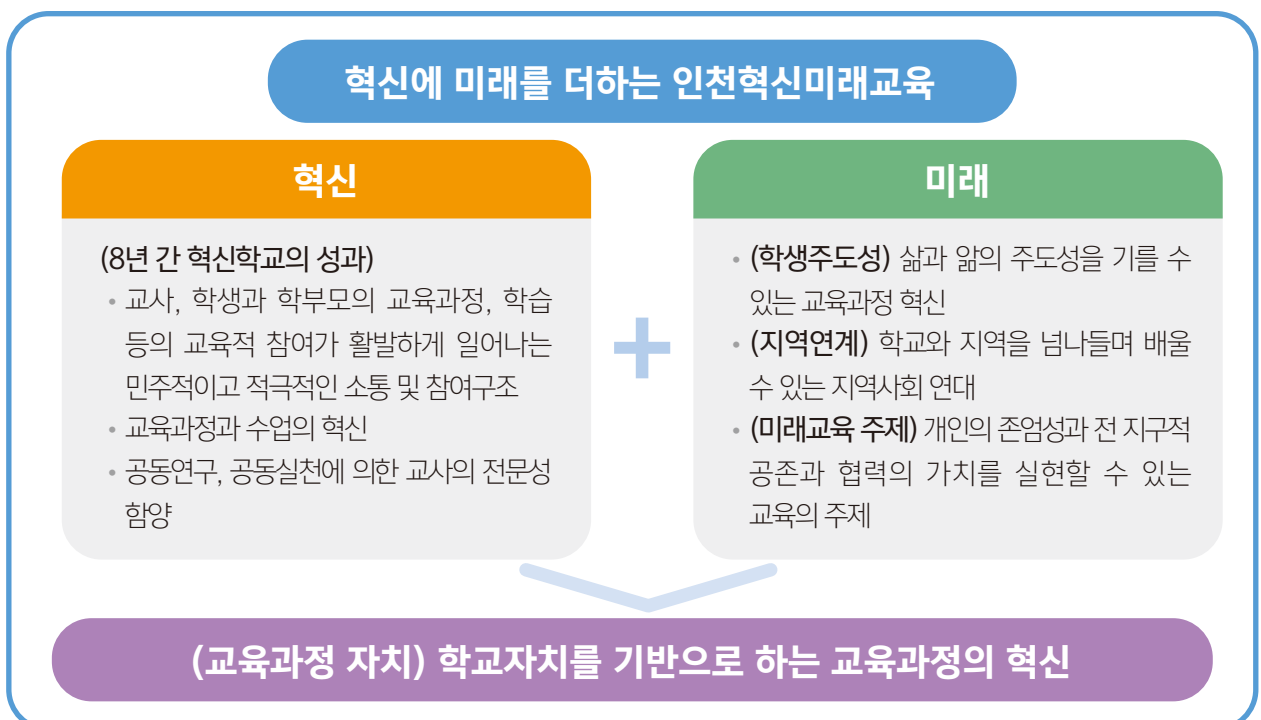 혁신에 미래를 더하는 인천혁신미래교육
혁신
(8년 간 혁신학교의 성과)
• 교사, 학생과 학부모의 교육과정, 학습
등의 교육적 참여가 활발하게 일어나는
민주적이고 적극적인 소통 및 참여구조
• 교육과정과 수업의 혁신
• 공동연구, 공동실천에 의한 교사의 전문성
함양
+
미래
• (학생주도성) 삶과 앎의 주도성을 기를 수
있는 교육과정 혁신
• (지역연계) 학교와 지역을 넘나들며 배울
수 있는 지역사회 연대
• (미래교육 주제) 개인의 존엄성과 전 지구적
공존과 협력의 가치를 실현할 수 있는
교육의 주제
(교육과정 자치) 학교자치를 기반으로 하는 교육과정의 혁신